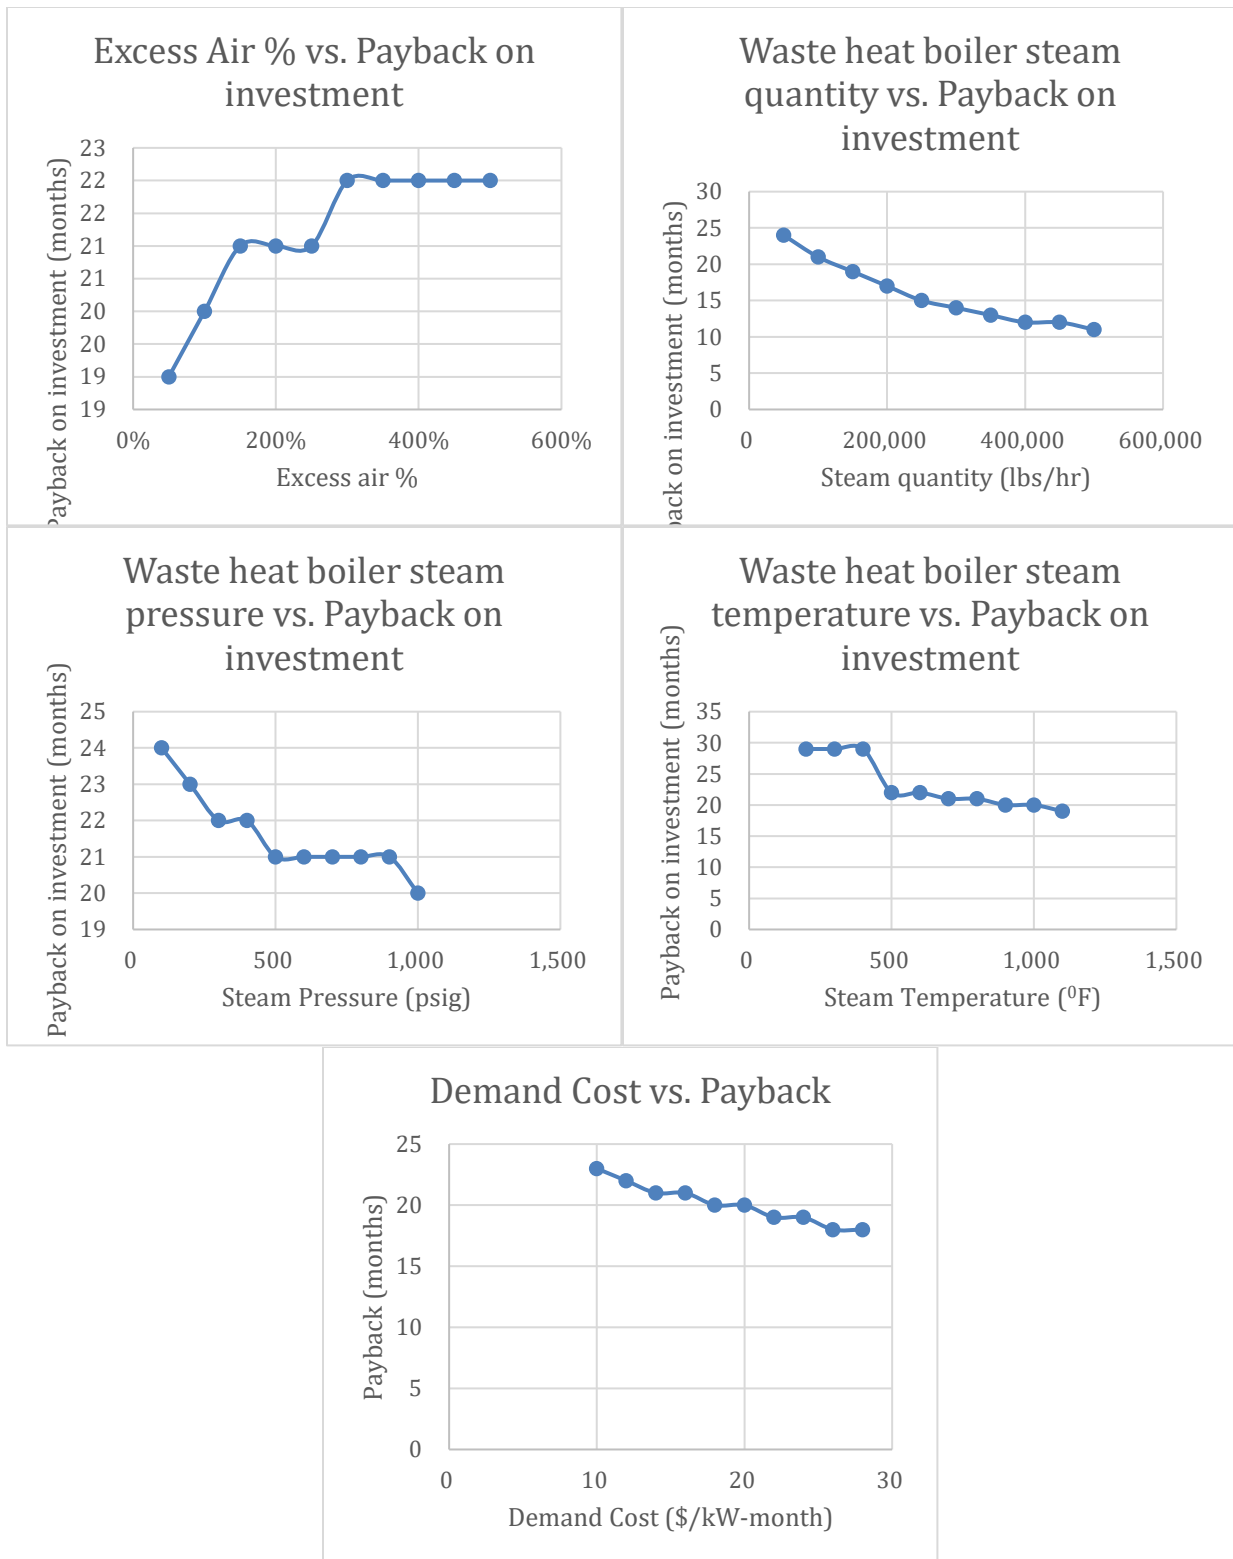 Excess Air % vs. Payback on
investment
Payback on investment (months)
23
22
22
21
21
20
20
19
19
0%
200%
400%
600%
Excess air %
Waste heat boiler steam
quantity vs. Payback on
investment
back on investment (months)
30
25
20
15
10
5
0
0
200,000
400,000
600,000
Steam quantity (lbs/hr)
Waste heat boiler steam
pressure vs. Payback on
investment
Payback on investment (months)
25
24
23
22
21
20
19
0
500
1,000
1,500
Steam Pressure (psig)
Waste heat boiler steam
temperature vs. Payback on
investment
Payback on investment (months)
35
30
25
20
15
10
5
0
0
500
1,000
1,500
Steam Temperature (⁰F)
Demand Cost vs. Payback
Payback (months)
25
20
15
10
5
0
0
10
20
30
Demand Cost ($/kW-month)